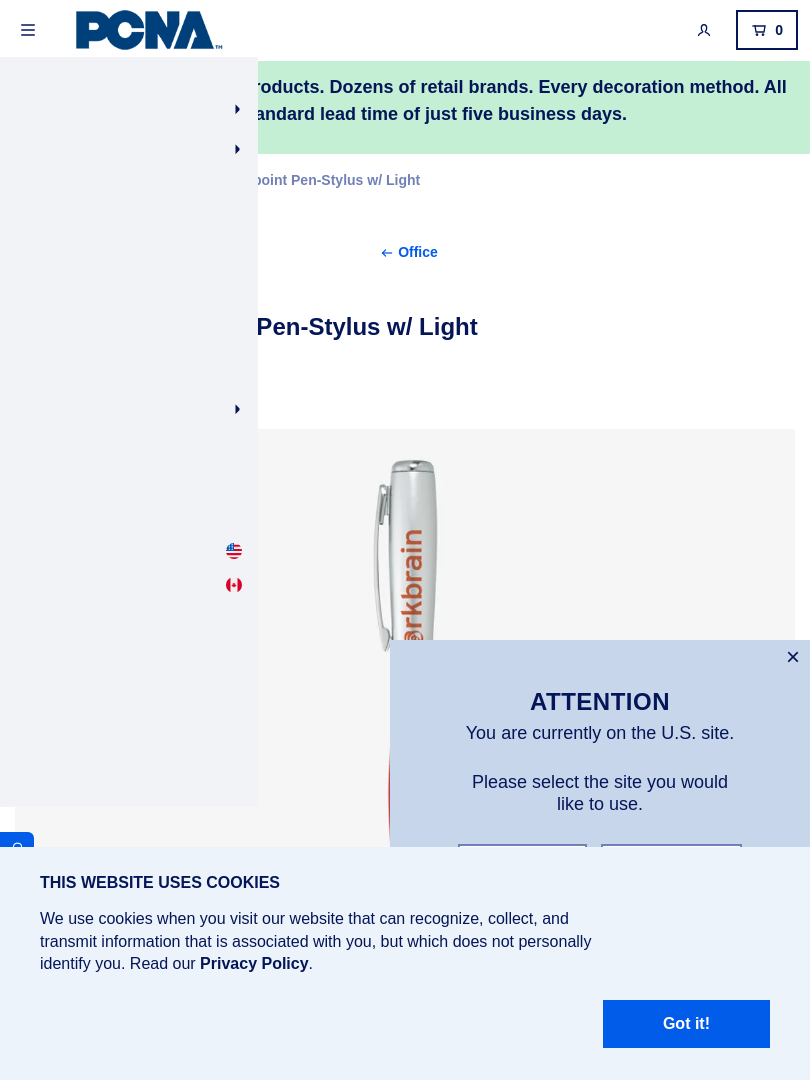 PCNA™
0
roducts. Dozens of retail brands. Every decoration method. All
andard lead time of just five business days.
point Pen-Stylus w/ Light
← Office
Pen-Stylus w/ Light
arkbrain
ATTENTION
You are currently on the U.S. site.
Please select the site you would
like to use.
THIS WEBSITE USES COOKIES
We use cookies when you visit our website that can recognize, collect, and
transmit information that is associated with you, but which does not personally
identify you. Read our Privacy Policy.
Got it!